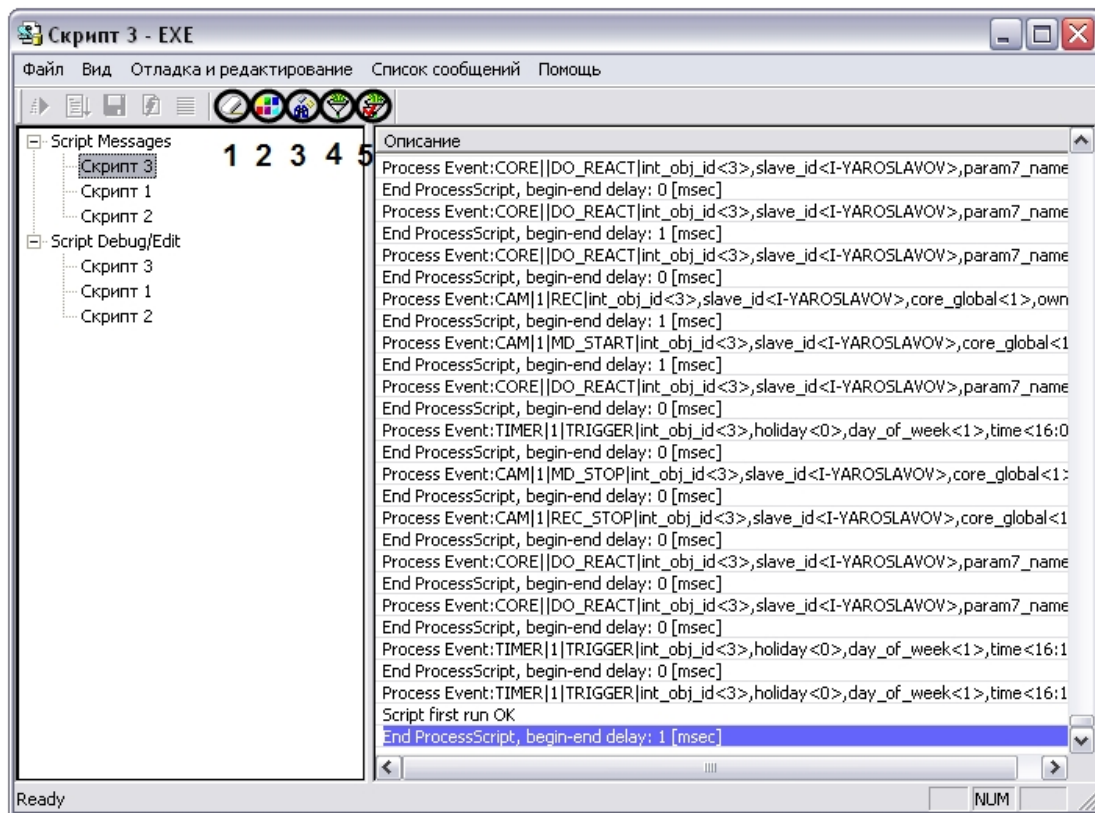 Скрипт 3 - EXE
Файл Вид Отладка и редактирование Список сообщений Помощь
1 2 3 4 5
Script Messages
Скрипт 3
Скрипт 1
Скрипт 2
Script Debug/Edit
Скрипт 3
Скрипт 1
Скрипт 2
Описание
Process Event:CORE||DO_REACT|int_obj_id<3>,slave_id<I-YAROSLAVOV>,param7_name
End ProcessScript, begin-end delay: 0 [msec]
Process Event:CORE||DO_REACT|int_obj_id<3>,slave_id<I-YAROSLAVOV>,param7_name
End ProcessScript, begin-end delay: 1 [msec]
Process Event:CORE||DO_REACT|int_obj_id<3>,slave_id<I-YAROSLAVOV>,param7_name
End ProcessScript, begin-end delay: 0 [msec]
Process Event:CAM|1|REC|int_obj_id<3>,slave_id<I-YAROSLAVOV>,core_global<1>,own
End ProcessScript, begin-end delay: 1 [msec]
Process Event:CAM|1|MD_START|int_obj_id<3>,slave_id<I-YAROSLAVOV>,core_global<1
End ProcessScript, begin-end delay: 1 [msec]
Process Event:CORE||DO_REACT|int_obj_id<3>,slave_id<I-YAROSLAVOV>,param7_name
End ProcessScript, begin-end delay: 0 [msec]
Process Event:TIMER|1|TRIGGER|int_obj_id<3>,holiday<0>,day_of_week<1>,time<16:0
End ProcessScript, begin-end delay: 0 [msec]
Process Event:CAM|1|MD_STOP|int_obj_id<3>,slave_id<I-YAROSLAVOV>,core_global<1>
End ProcessScript, begin-end delay: 0 [msec]
Process Event:CAM|1|REC_STOP|int_obj_id<3>,slave_id<I-YAROSLAVOV>,core_global<1
End ProcessScript, begin-end delay: 0 [msec]
Process Event:CORE||DO_REACT|int_obj_id<3>,slave_id<I-YAROSLAVOV>,param7_name
End ProcessScript, begin-end delay: 0 [msec]
Process Event:CORE||DO_REACT|int_obj_id<3>,slave_id<I-YAROSLAVOV>,param7_name
End ProcessScript, begin-end delay: 0 [msec]
Process Event:TIMER|1|TRIGGER|int_obj_id<3>,holiday<0>,day_of_week<1>,time<16:1
End ProcessScript, begin-end delay: 0 [msec]
Process Event:TIMER|1|TRIGGER|int_obj_id<3>,holiday<0>,day_of_week<1>,time<16:1
Script first run OK
End ProcessScript, begin-end delay: 1 [msec]
Ready NUM